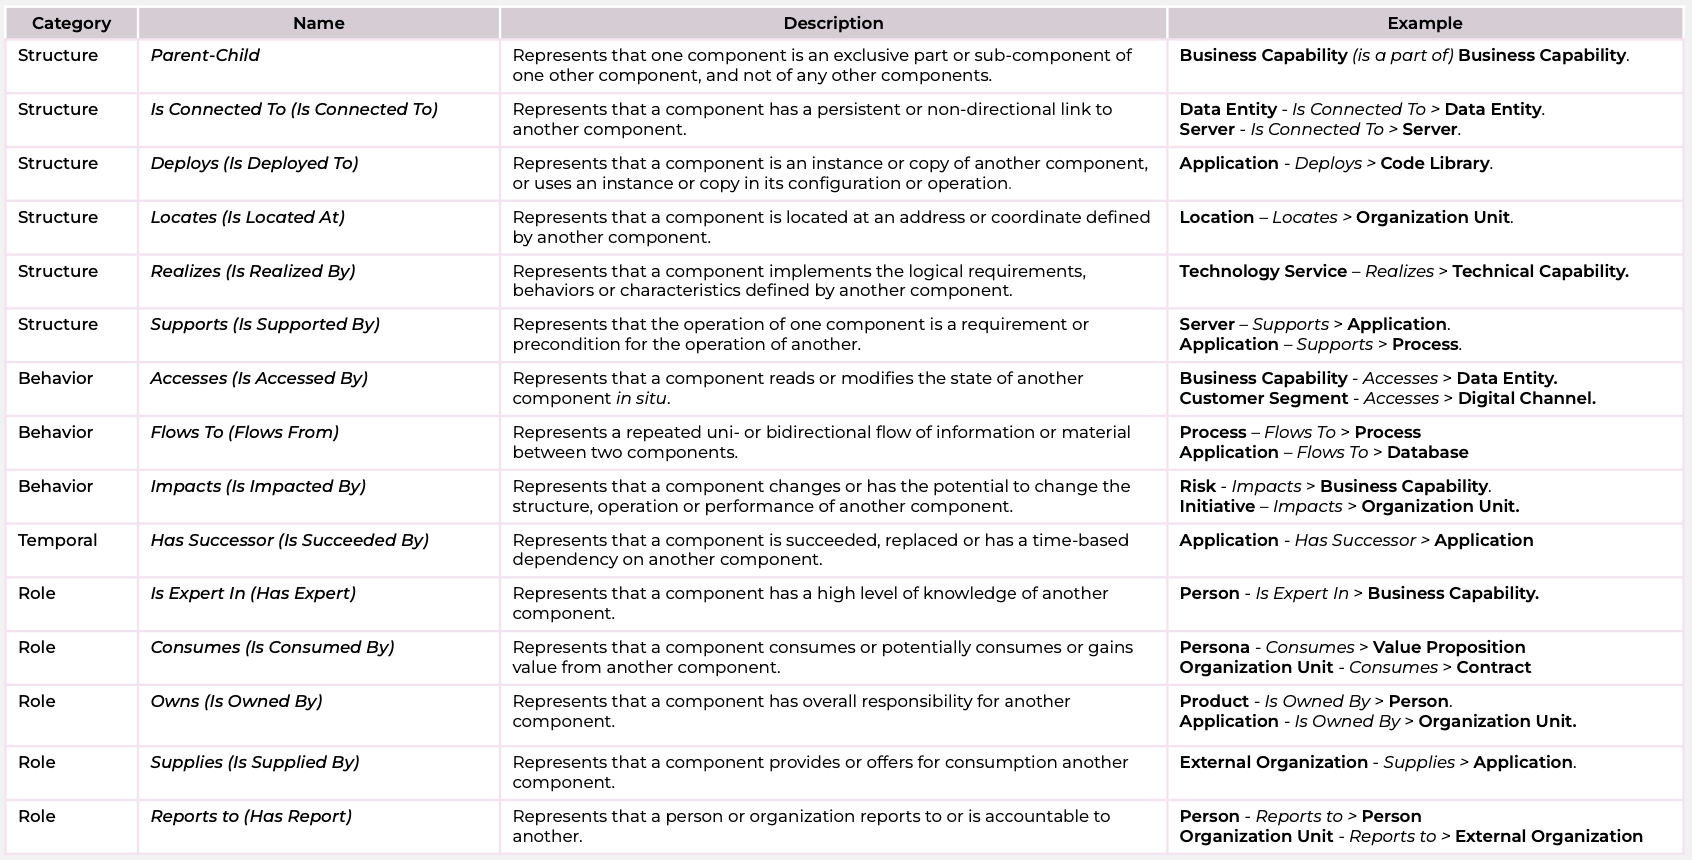 Category Name Description Example
Structure Parent-Child Represents that one component is an exclusive part or sub-component of Business Capability (is a part of) Business Capability.
one other component, and not of any other components.
Structure Is Connected To (Is Connected To) Represents that a component has a persistent or non-directional link to Data Entity - Is Connected To > Data Entity.
another component. Server - Is Connected To > Server.
Structure Deploys (Is Deployed To) Represents that a component is an instance or copy of another component, Application - Deploys > Code Library.
or uses an instance or copy in its configuration or operation.
Structure Locates (Is Located At) Represents that a component is located at an address or coordinate defined Location – Locates > Organization Unit.
by another component.
Structure Realizes (Is Realized By) Represents that a component implements the logical requirements, Technology Service – Realizes > Technical Capability.
behaviors or characteristics defined by another component.
Structure Supports (Is Supported By) Represents that the operation of one component is a requirement or Server – Supports > Application.
precondition for the operation of another. Application – Supports > Process.
Behavior Accesses (Is Accessed By) Represents that a component reads or modifies the state of another Business Capability - Accesses > Data Entity.
component in situ. Customer Segment - Accesses > Digital Channel.
Behavior Flows To (Flows From) Represents a repeated uni- or bidirectional flow of information or material Process – Flows To > Process
between two components. Application – Flows To > Database
Behavior Impacts (Is Impacted By) Represents that a component changes or has the potential to change the Risk - Impacts > Business Capability.
structure, operation or performance of another component. Initiative – Impacts > Organization Unit.
Temporal Has Successor (Is Succeeded By) Represents that a component is succeeded, replaced or has a time-based Application - Has Successor > Application
dependency on another component.
Role Is Expert In (Has Expert) Represents that a component has a high level of knowledge of another Person - Is Expert In > Business Capability.
component.
Role Consumes (Is Consumed By) Represents that a component consumes or potentially consumes or gains Persona - Consumes > Value Proposition
value from another component. Organization Unit - Consumes > Contract
Role Owns (Is Owned By) Represents that a component has overall responsibility for another Product - Is Owned By > Person.
component. Application - Is Owned By > Organization Unit.
Role Supplies (Is Supplied By) Represents that a component provides or offers for consumption another External Organization - Supplies > Application.
component.
Role Reports to (Has Report) Represents that a person or organization reports to or is accountable to Person - Reports to > Person
another. Organization Unit - Reports to > External Organization